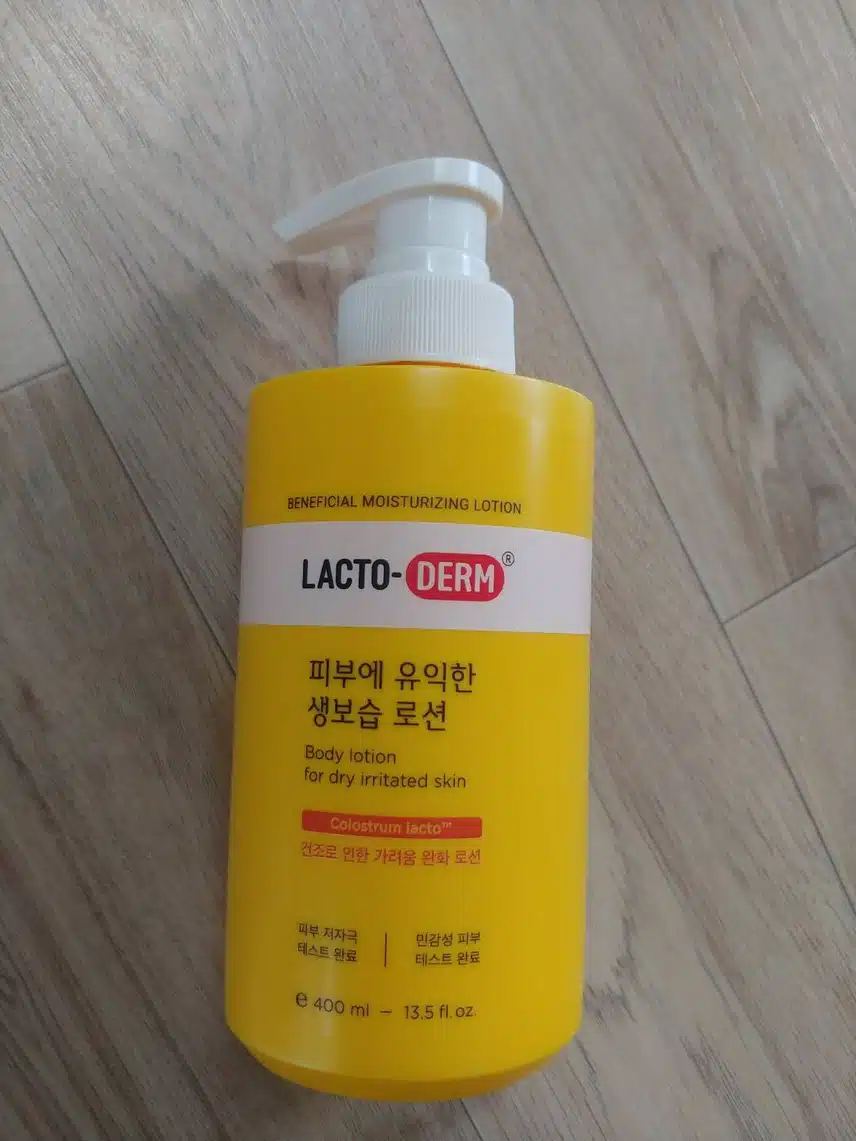 BENEFICIAL MOISTURIZING LOTION
LACTO-DERM®
피부에 유익한
생보습 로션
Body lotion
for dry irritated skin
Colostrum lacto™
건조로 인한 가려움 완화 로션
피부 저자극
테스트 완료
민감성 피부
테스트 완료
e 400 ml — 13.5 fl.oz.